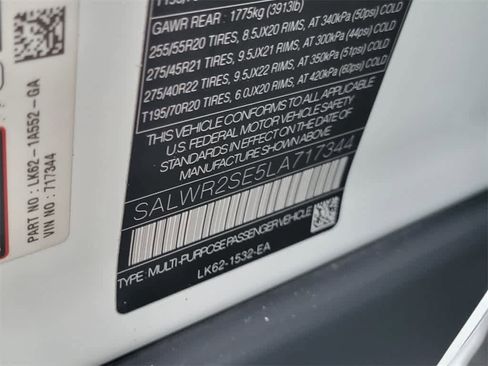 GAWR REAR : 1775kg (3913lb)
255/55R20 TIRES, 8.5JX20 RIMS, AT 340kPa (50psi) COLD
275/45R21 TIRES, 9.5JX21 RIMS, AT 300kPa (44psi) COLD
275/40R22 TIRES, 9.5JX22 RIMS, AT 350kPa (51psi) COLD
T195/70R20 TIRES, 6.0JX20 RIMS, AT 420kPa (60psi) COLD
THIS VEHICLE CONFORMS TO ALL APPLICABLE
U.S. FEDERAL MOTOR VEHICLE SAFETY
STANDARDS IN EFFECT ON THE DATE OF
SALWR2SE5LA717344
TYPE: MULTI-PURPOSE PASSENGER VEHICLE
LK62-1532-EA
PART NO : LK62-1A552-GA
VIN NO : 717344